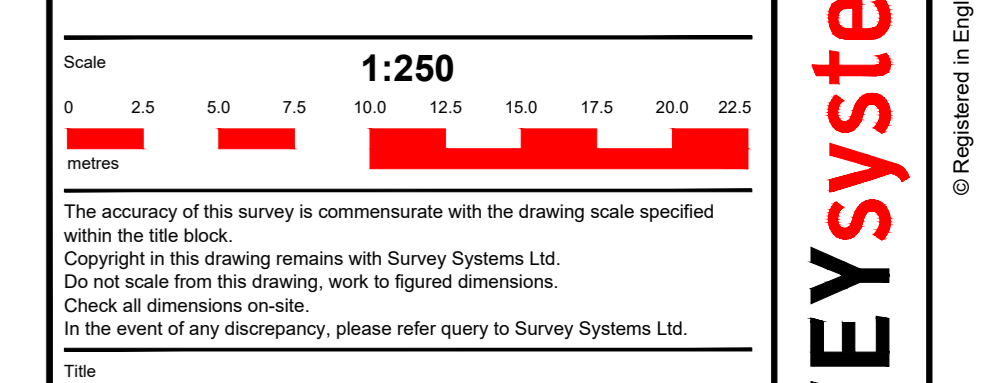 Scale
1:250
0 2.5 5.0 7.5 10.0 12.5 15.0 17.5 20.0 22.5
metres
The accuracy of this survey is commensurate with the drawing scale specified
within the title block.
Copyright in this drawing remains with Survey Systems Ltd.
Do not scale from this drawing, work to figured dimensions.
Check all dimensions on-site.
In the event of any discrepancy, please refer query to Survey Systems Ltd.
Title
EYsyste
© Registered in Engl